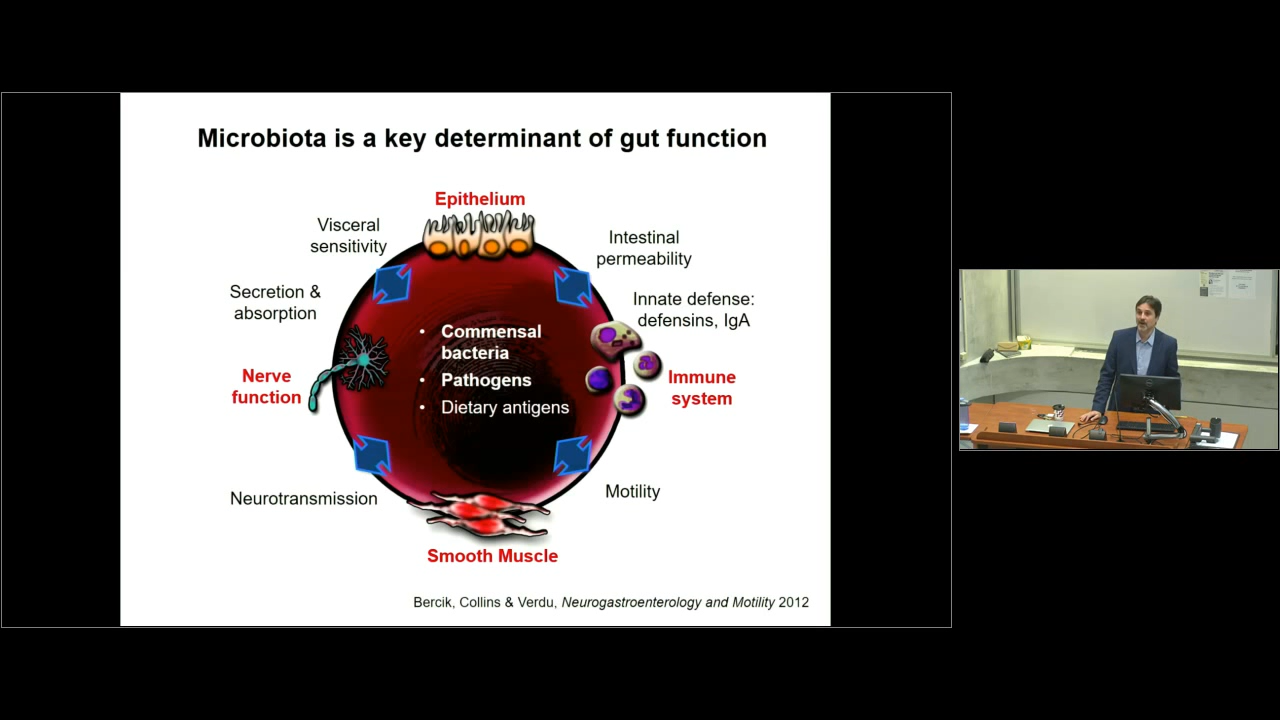 Microbiota is a key determinant of gut function
Epithelium
Visceral
sensitivity
Intestinal
permeability
Secretion &
absorption
Innate defense:
defensins, IgA
• Commensal
bacteria
• Pathogens
• Dietary antigens
Nerve
function
Immune
system
Neurotransmission
Motility
Smooth Muscle
Bercik, Collins & Verdu, Neurogastroenterology and Motility 2012